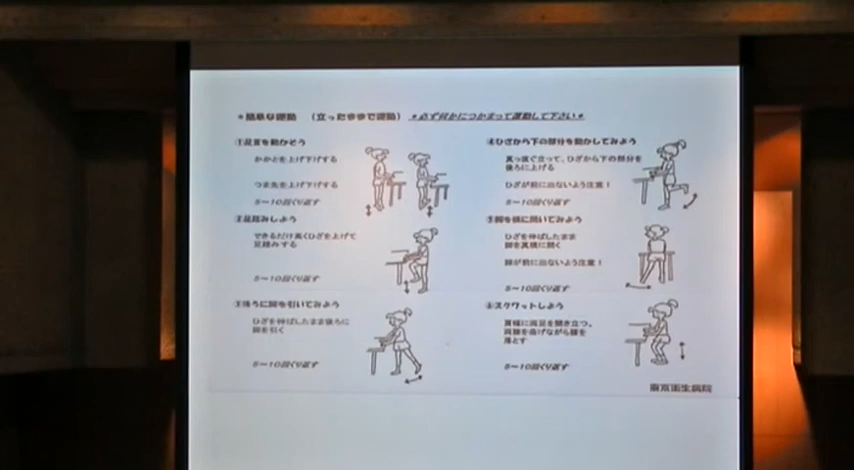 ＊簡単な運動　（立ったままで運動）　＊必ず何かにつかまって運動して下さい＊
①足首を動かそう
かかとを上げ下げする
つま先を上げ下げする
5～10回くり返す
②足踏みしよう
できるだけ高くひざを上げて
足踏みする
5～10回くり返す
③後ろに脚を引いてみよう
ひざを伸ばしたまま後ろに
脚を引く
5～10回くり返す
④ひざから下の部分を動かしてみよう
真っ直ぐ立って、ひざから下の部分を
後ろに上げる
ひざが前に出ないよう注意！
5～10回くり返す
⑤脚を横に開いてみよう
ひざを伸ばしたまま
脚を真横に開く
脚が前に出ないよう注意！
5～10回くり返す
⑥スクワットしよう
肩幅に両足を開き立つ。
両膝を曲げながら腰を
落とす
5～10回くり返す
東京衛生病院